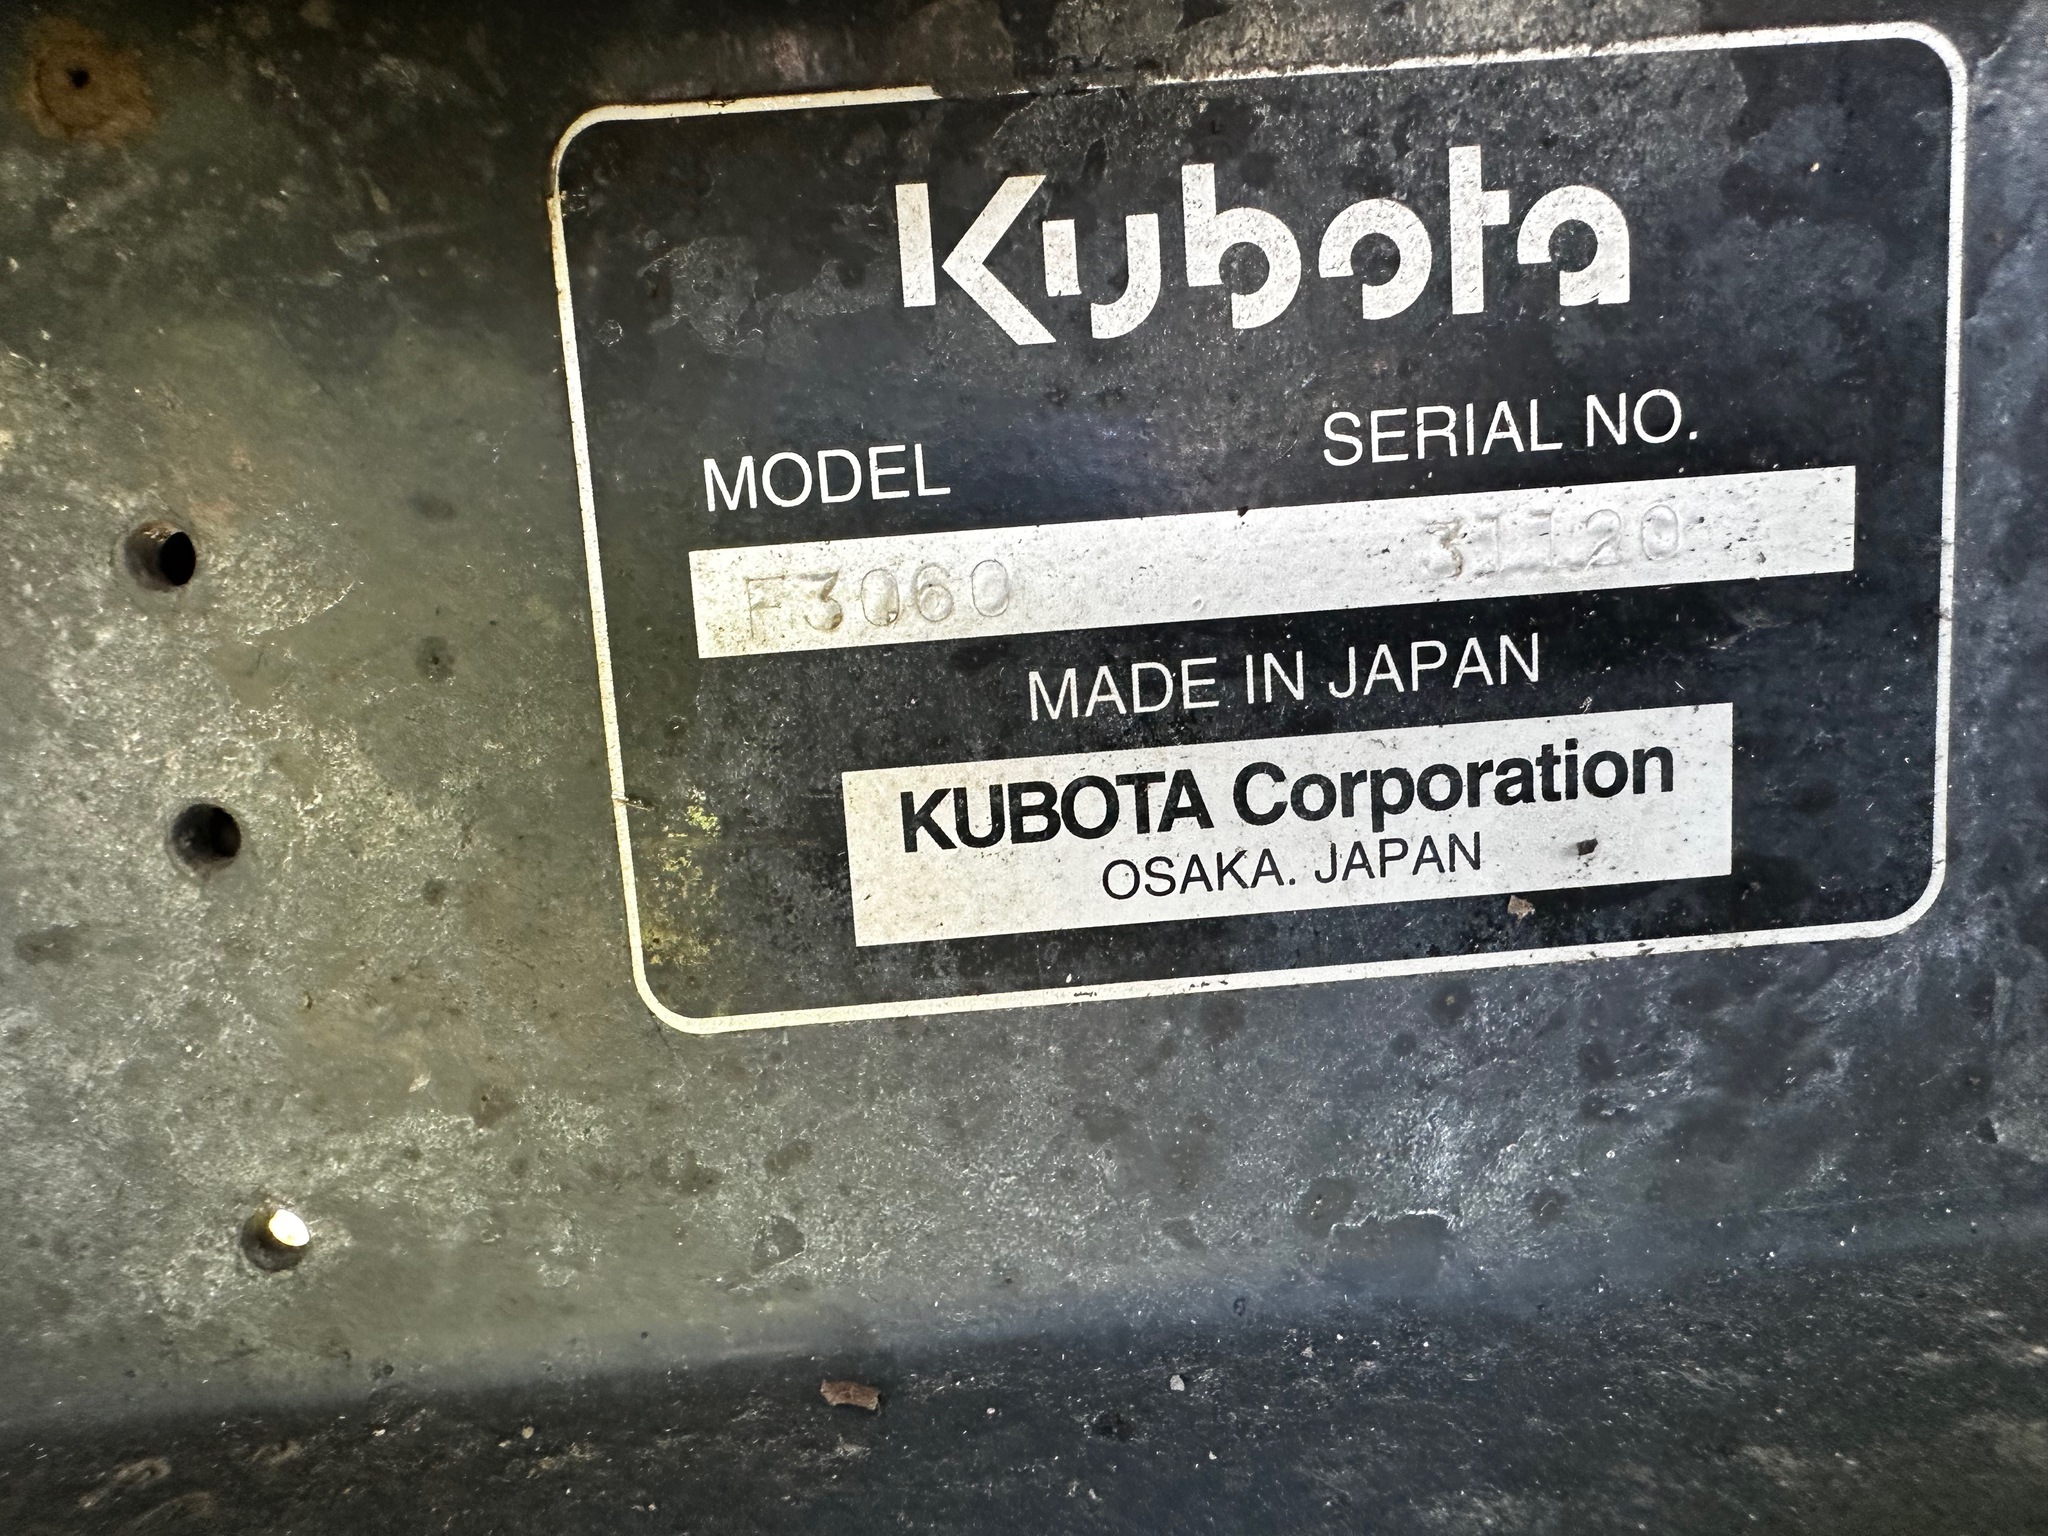 Kubota
MODEL SERIAL NO.
F3060 31120
MADE IN JAPAN
KUBOTA Corporation
OSAKA. JAPAN